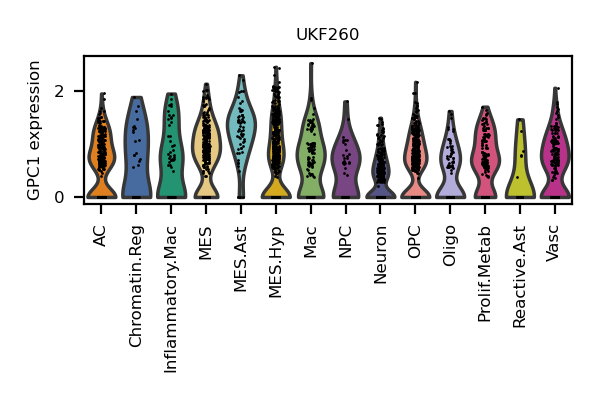 UKF260
GPC1 expression
2
0
AC
Chromatin.Reg
Inflammatory.Mac
MES
MES.Ast
MES.Hyp
Mac
NPC
Neuron
OPC
Oligo
Prolif.Metab
Reactive.Ast
Vasc